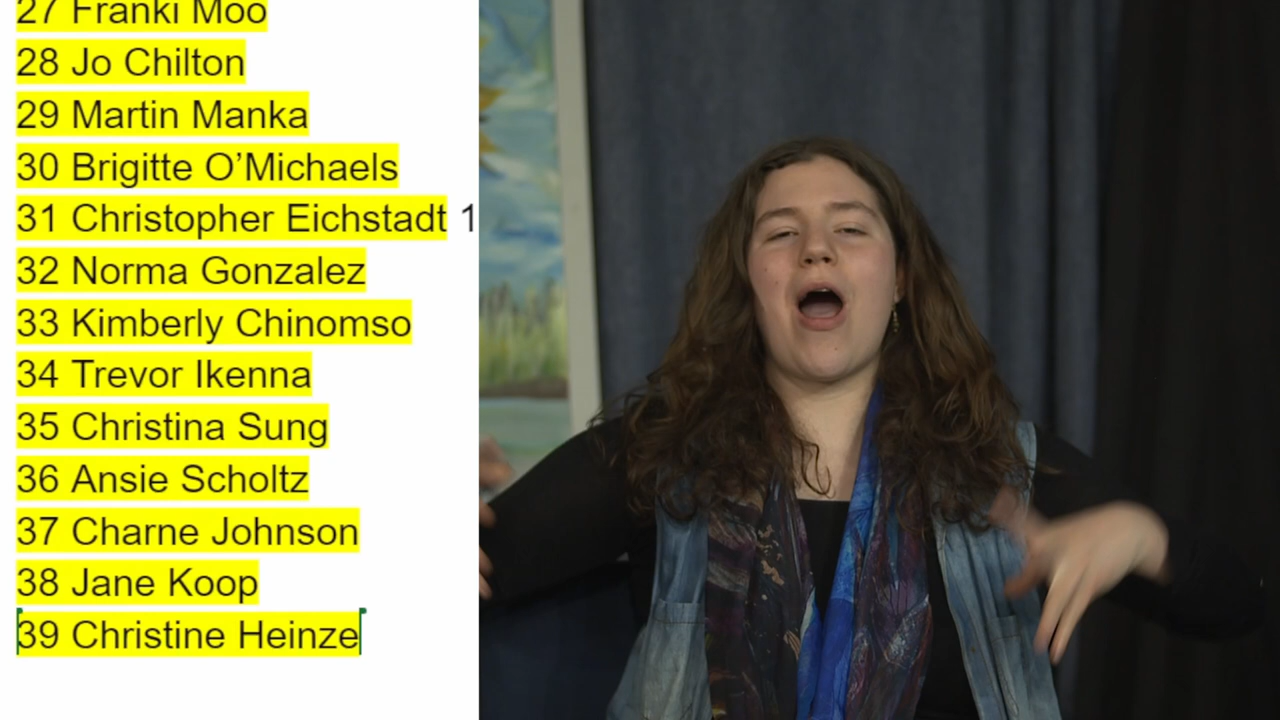 27 Franki Moo
28 Jo Chilton
29 Martin Manka
30 Brigitte O’Michaels
31 Christopher Eichstadt 1
32 Norma Gonzalez
33 Kimberly Chinomso
34 Trevor Ikenna
35 Christina Sung
36 Ansie Scholtz
37 Charne Johnson
38 Jane Koop
39 Christine Heinze